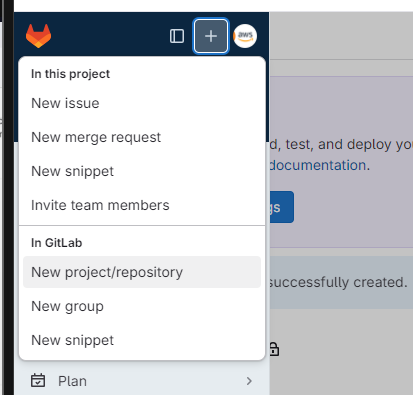 aws
In this project
New issue
New merge request
d, test, and deploy you
New snippet
documentation.
Invite team members
gs
In GitLab
New project/repository
successfully created.
New group
New snippet
Plan